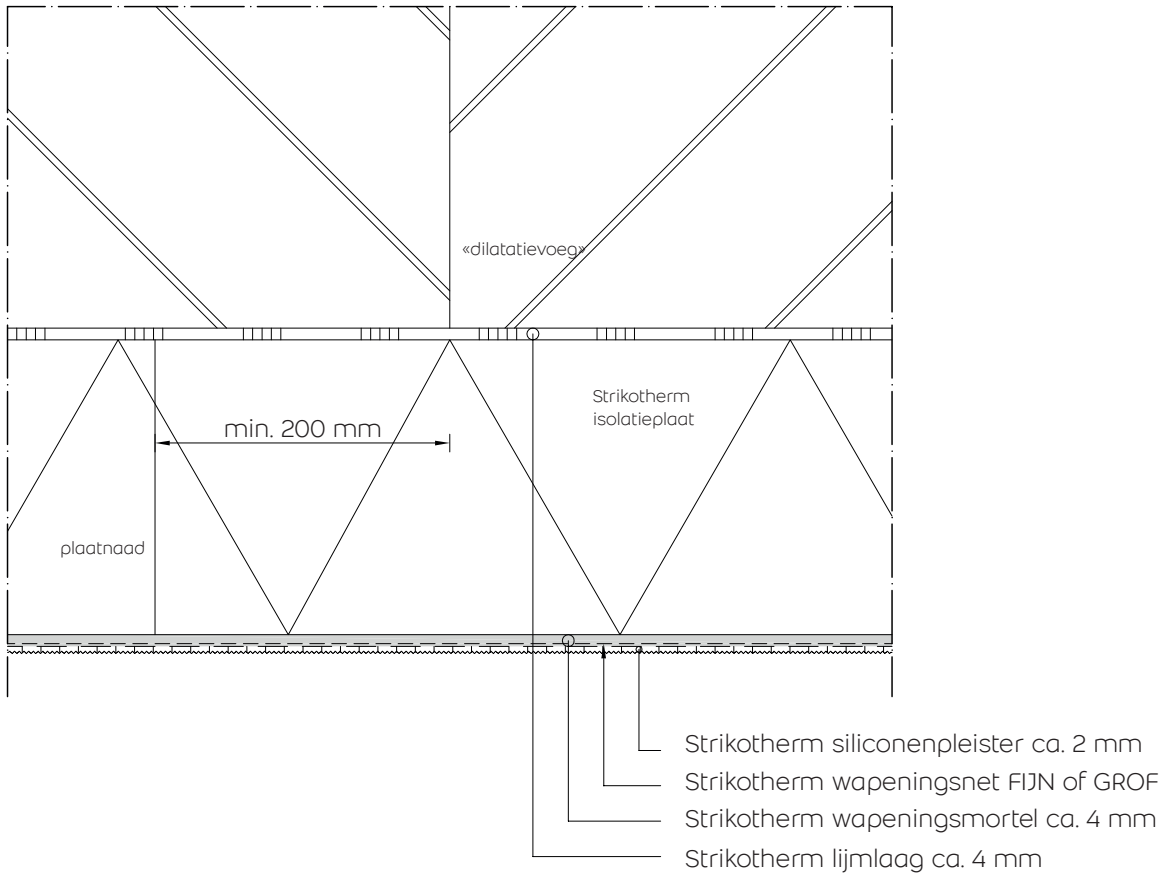 «dilatatievoeg»
Strikotherm
isolatieplaat
min. 200 mm
plaatnaad
Strikotherm siliconenpleister ca. 2 mm
Strikotherm wapeningsnet FIJN of GROF
Strikotherm wapeningsmortel ca. 4 mm
Strikotherm lijmlaag ca. 4 mm